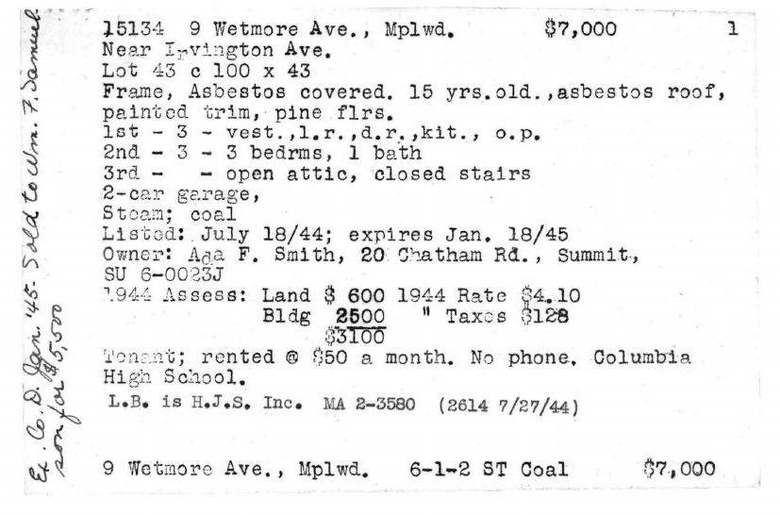 15134  9 Wetmore Ave., Mplwd.  $7,000  1
Near Irvington Ave.
Lot 43 c 100 x 43
Frame, Asbestos covered. 15 yrs.old.,asbestos roof,
painted trim, pine flrs.
1st - 3 - vest.,l.r.,d.r.,kit., o.p.
2nd - 3 - 3 bedrms, 1 bath
3rd -   - open attic, closed stairs
2-car garage,
Steam; coal
Listed: July 18/44; expires Jan. 18/45
Owner: Ada F. Smith, 20 Chatham Rd., Summit,
SU 6-0023J
1944 Assess: Land $ 600 1944 Rate $4.10
Bldg 2500 " Taxes $128
$3100
Tenant; rented @ $50 a month. No phone. Columbia
High School.
L.B. is H.J.S. Inc.  MA 2-3580  (2614 7/27/44)
9 Wetmore Ave., Mplwd.  6-1-2 ST Coal  $7,000
Ex. Co. D. Jan. '45- Sold to Wm. F. Samuel
son for $5,500